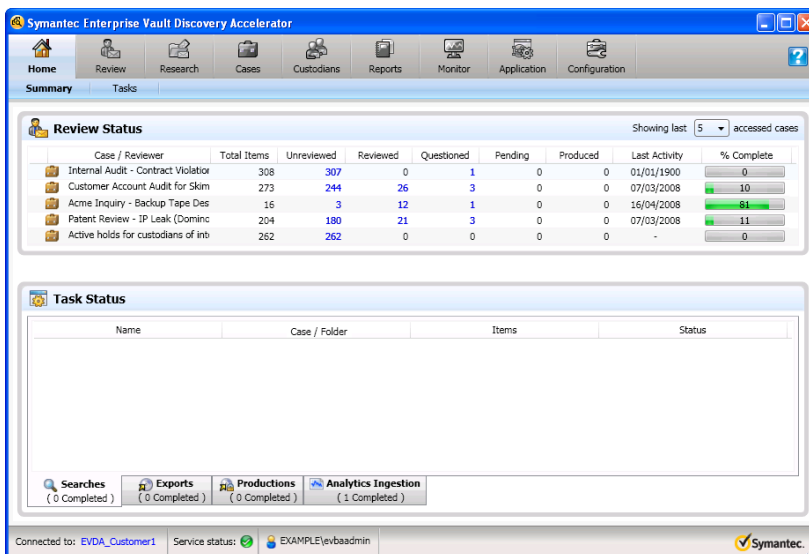 Symantec Enterprise Vault Discovery Accelerator
Home Review Research Cases Custodians Reports Monitor Application Configuration
Summary Tasks
Review Status Showing last 5 accessed cases
Case / Reviewer Total Items Unreviewed Reviewed Questioned Pending Produced Last Activity % Complete
Internal Audit - Contract Violation 308 307 0 1 0 0 01/01/1900 0
Customer Account Audit for Skim 273 244 26 3 0 0 07/03/2008 10
Acme Inquiry - Backup Tape Des 16 3 12 1 0 0 16/04/2008 81
Patent Review - IP Leak (Dominc 204 180 21 3 0 0 07/03/2008 11
Active holds for custodians of int 262 262 0 0 0 0 - 0
Task Status
Name Case / Folder Items Status
Searches Exports Productions Analytics Ingestion
( 0 Completed ) ( 0 Completed ) ( 0 Completed ) ( 1 Completed )
Connected to: EVDA_Customer1 Service status: EXAMPLE\evbaadmin Symantec.